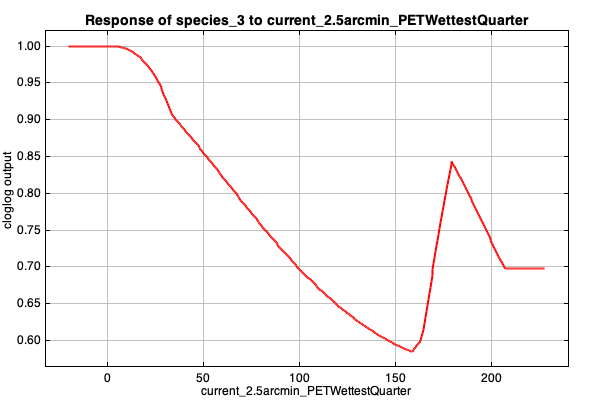 Response of species_3 to current_2.5arcmin_PETWettestQuarter
1.00
0.95
0.90
0.85
0.80
0.75
0.70
0.65
0.60
cloglog output
0 50 100 150 200
current_2.5arcmin_PETWettestQuarter